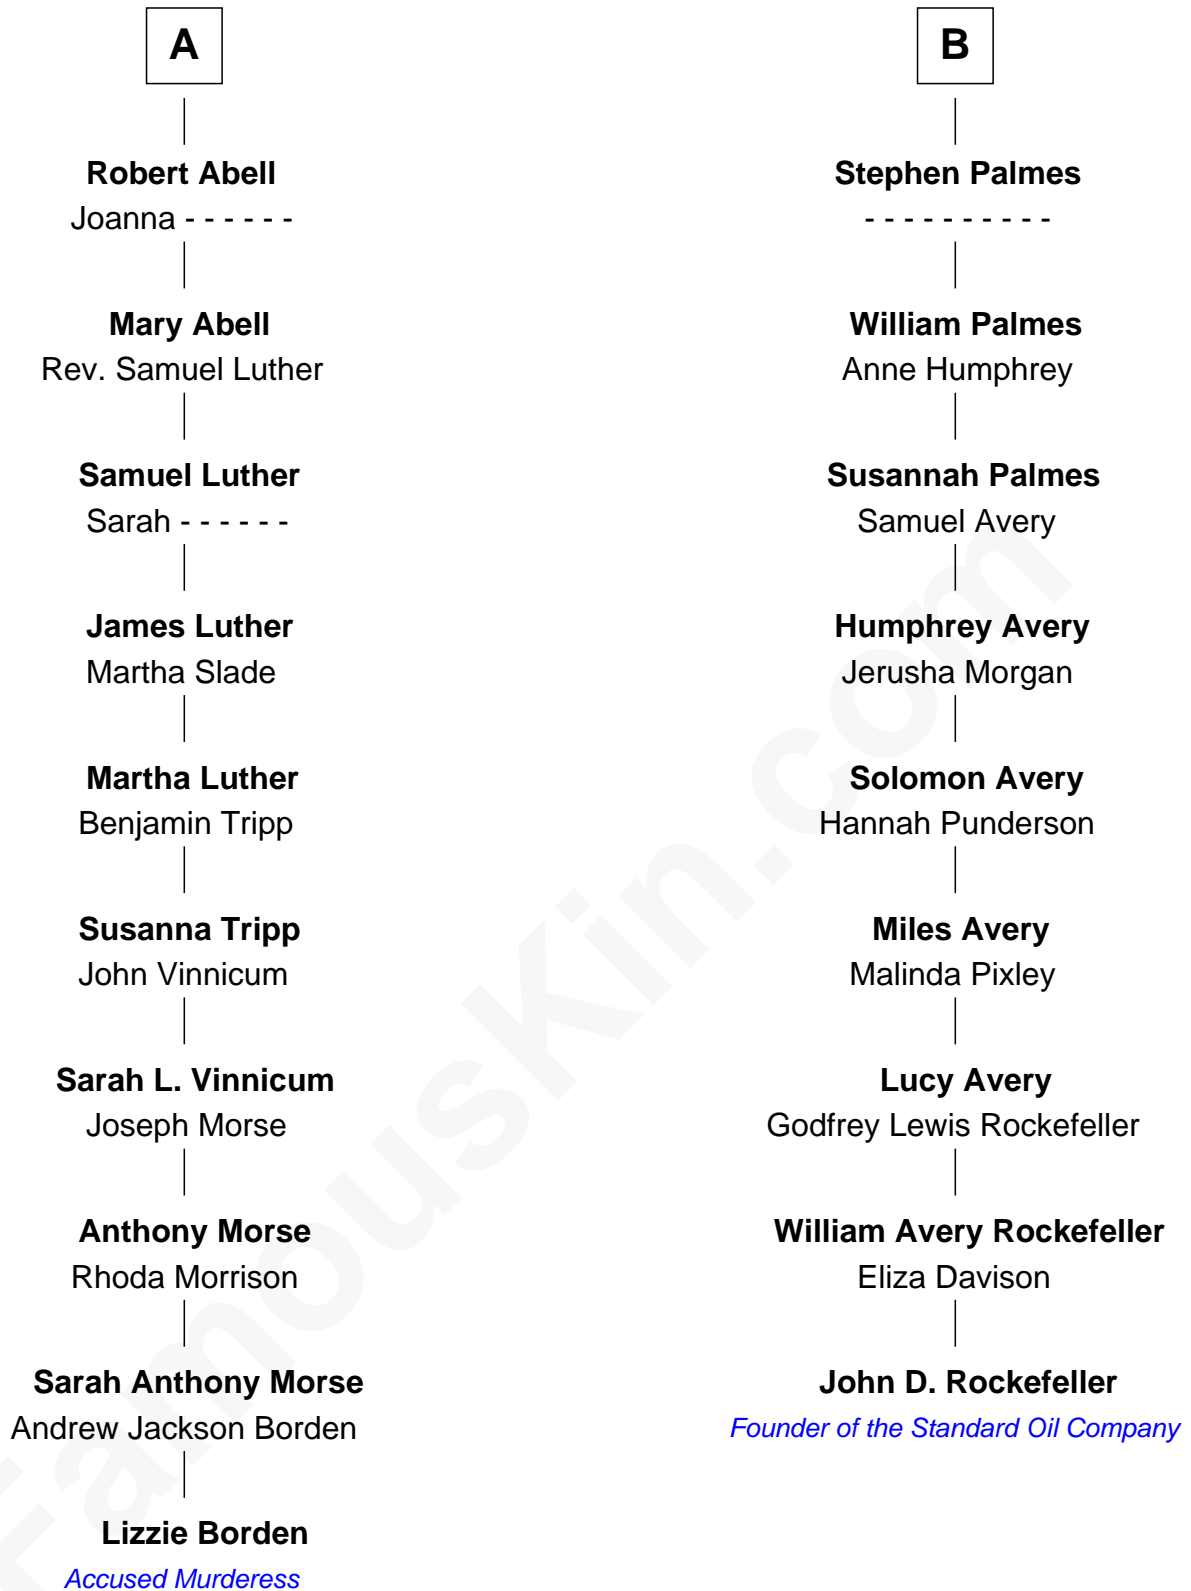 A
Robert Abell
Joanna - - - - - -
Mary Abell
Rev. Samuel Luther
Samuel Luther
Sarah - - - - - -
James Luther
Martha Slade
Martha Luther
Benjamin Tripp
Susanna Tripp
John Vinnicum
Sarah L. Vinnicum
Joseph Morse
Anthony Morse
Rhoda Morrison
Sarah Anthony Morse
Andrew Jackson Borden
Lizzie Borden
Accused Murderess
B
Stephen Palmes
- - - - - - - - - -
William Palmes
Anne Humphrey
Susannah Palmes
Samuel Avery
Humphrey Avery
Jerusha Morgan
Solomon Avery
Hannah Punderson
Miles Avery
Malinda Pixley
Lucy Avery
Godfrey Lewis Rockefeller
William Avery Rockefeller
Eliza Davison
John D. Rockefeller
Founder of the Standard Oil Company
FamousKin.com